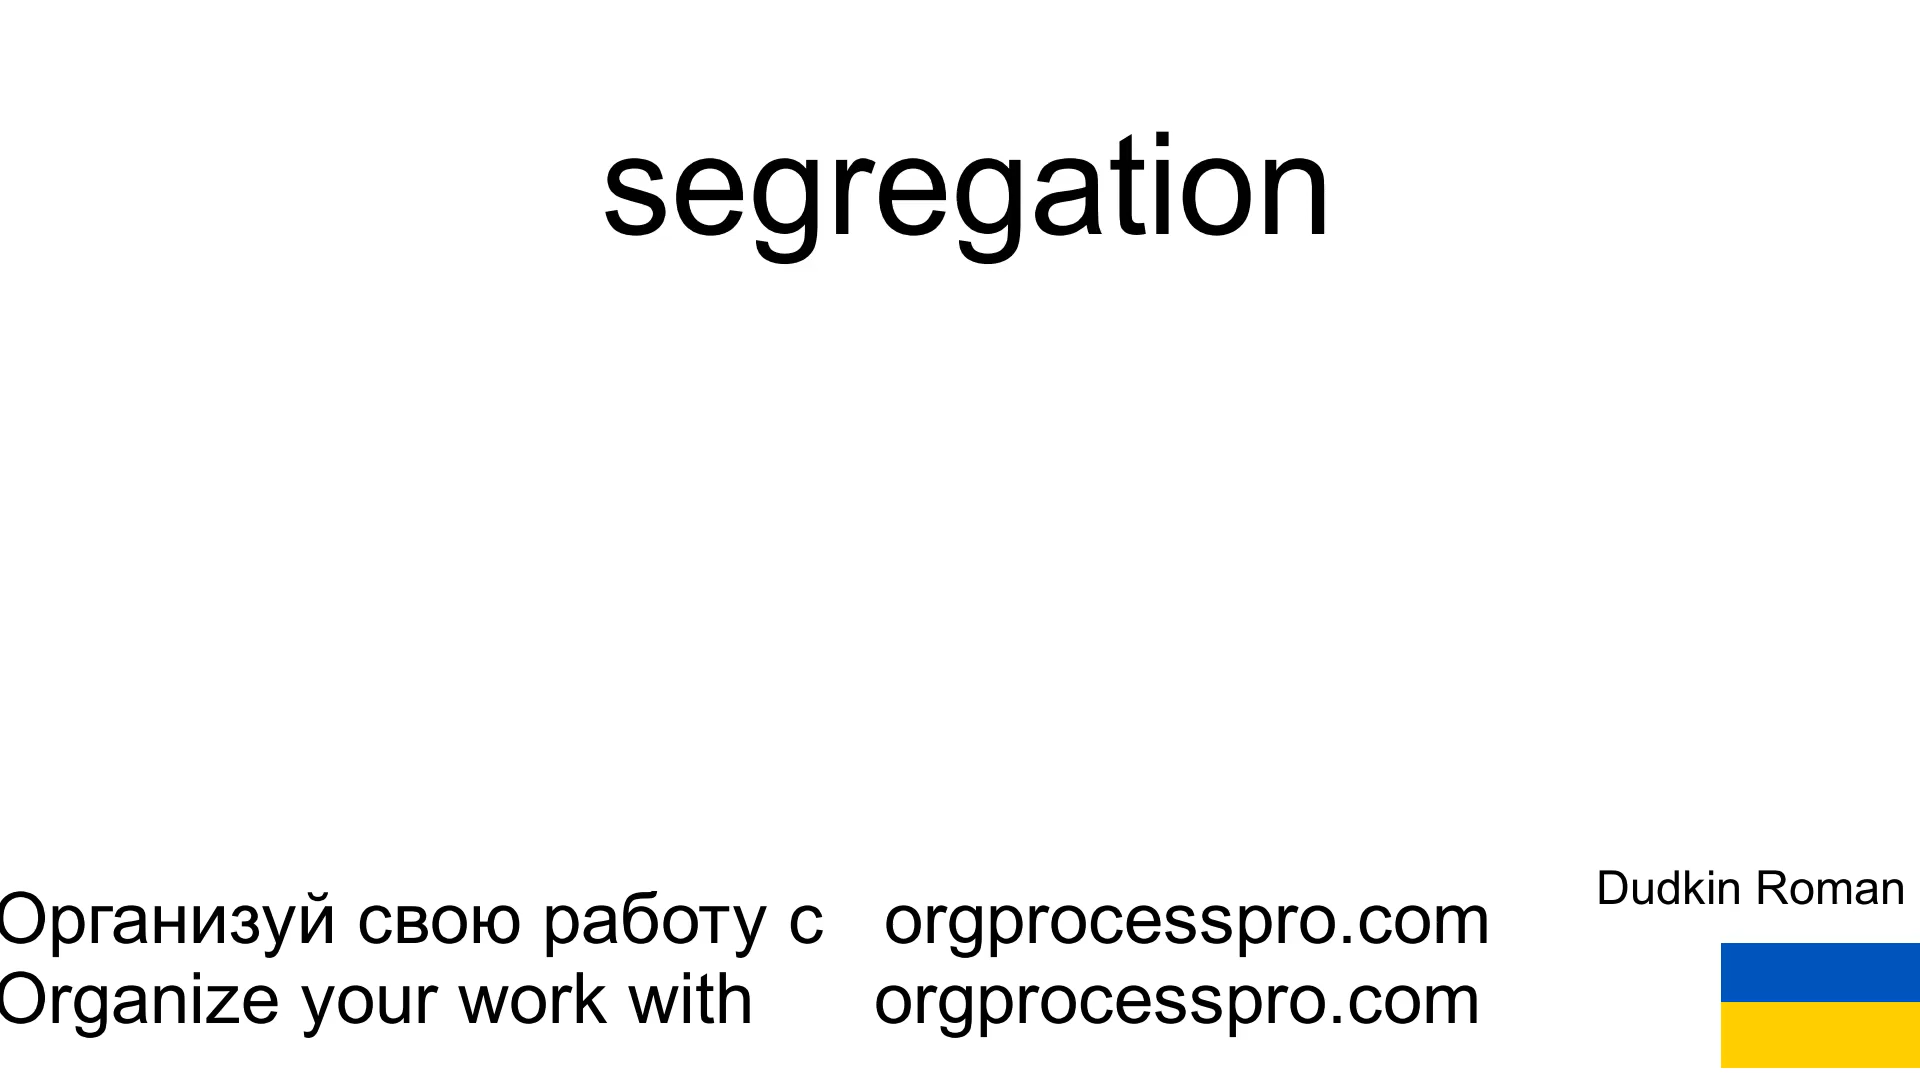 segregation
Dudkin Roman
Организуй свою работу с orgprocesspro.com
Organize your work with orgprocesspro.com